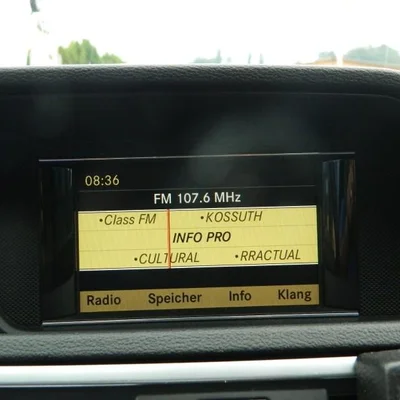 08:36
FM 107.6 MHz
•Class FM •KOSSUTH
INFO PRO
•CULTURAL •RRACTUAL
Radio Speicher Info Klang